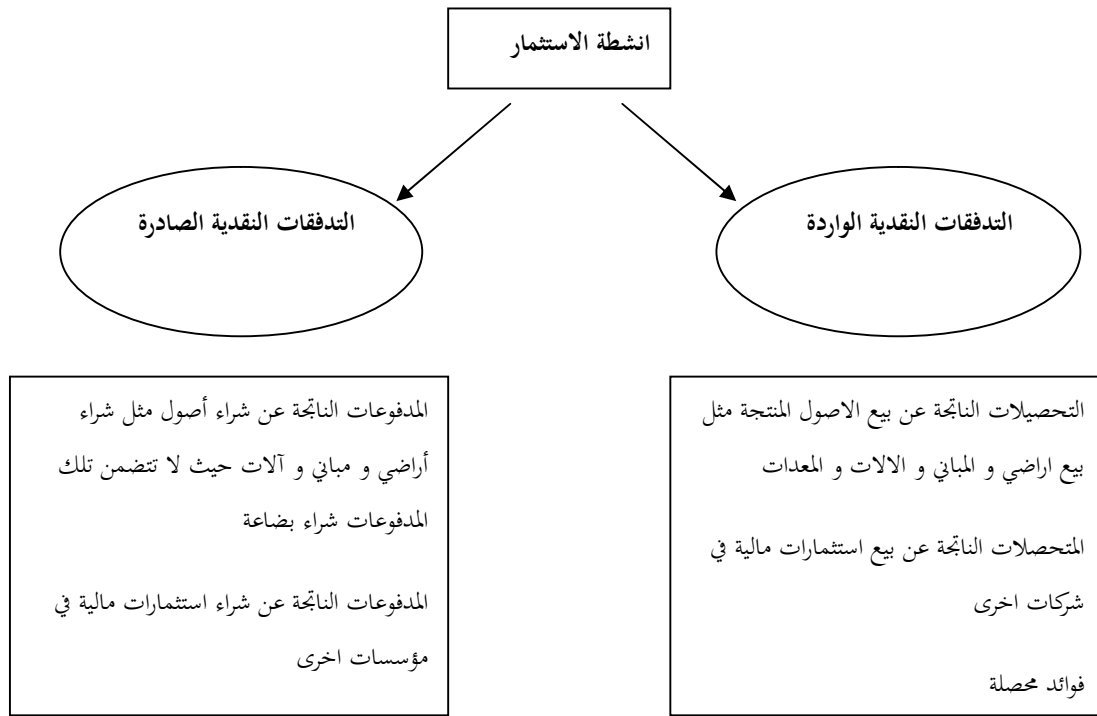 انشطة الاستثمار
التدفقات النقدية الواردة
التدفقات النقدية الصادرة
التحصيلات الناتجة عن بيع الاصول المنتجة مثل
بيع اراضي و المباني و الالات و المعدات
المتحصلات الناتجة عن بيع استثمارات مالية في
شركات اخرى
فوائد محصلة
المدفوعات الناتجة عن شراء أصول مثل شراء
أراضي و مباني و آلات حيث لا تتضمن تلك
المدفوعات شراء بضاعة
المدفوعات الناتجة عن شراء استثمارات مالية في
مؤسسات اخرى